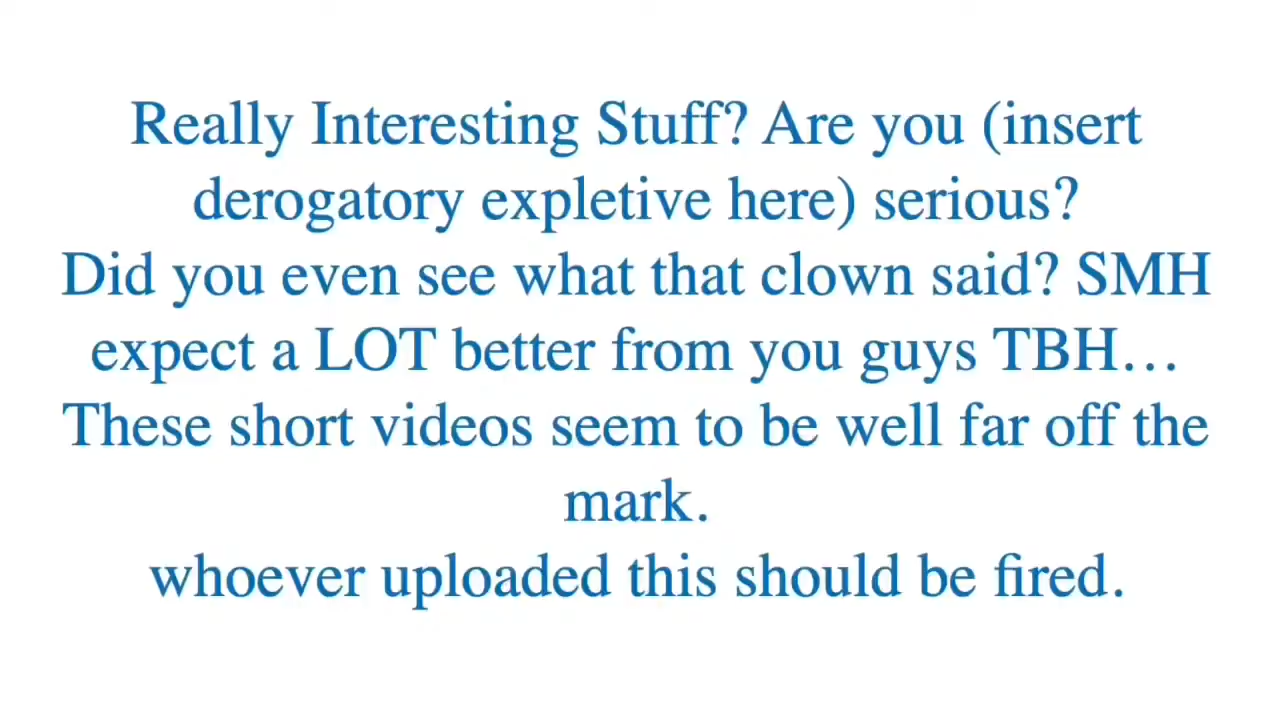 Really Interesting Stuff? Are you (insert
derogatory expletive here) serious?
Did you even see what that clown said? SMH
expect a LOT better from you guys TBH…
These short videos seem to be well far off the
mark.
whoever uploaded this should be fired.